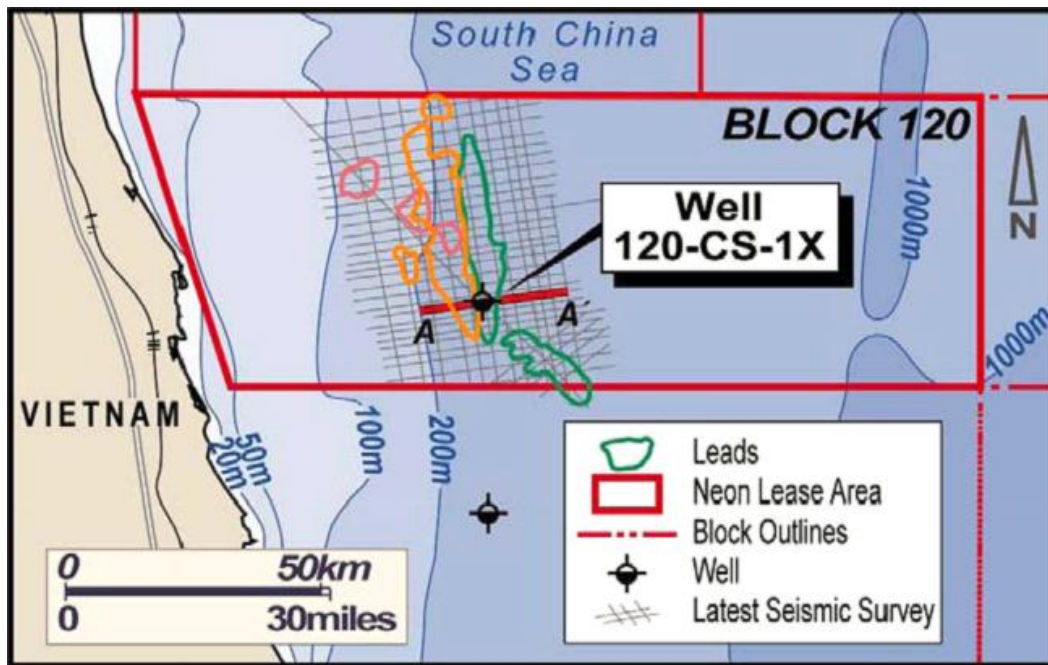 South China
Sea
BLOCK 120
1000m
Well
120-CS-1X
N
A
A´
1000m
VIETNAM
20m
50m
100m
200m
Leads
Neon Lease Area
Block Outlines
Well
Latest Seismic Survey
0
50km
0
30miles